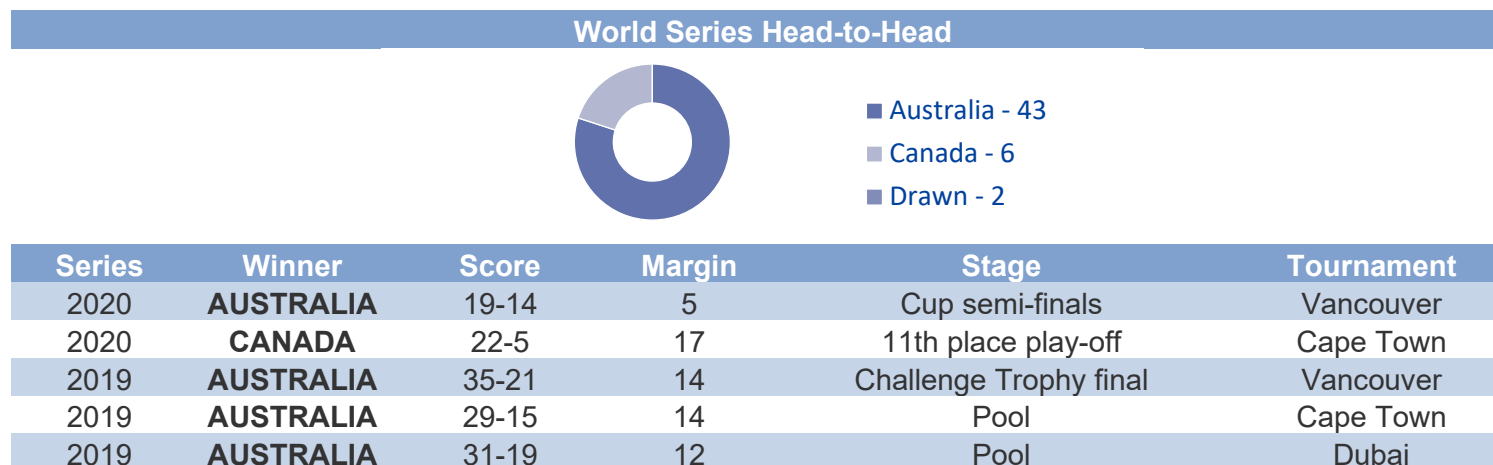 World Series Head-to-Head
Australia - 43
Canada - 6
Drawn - 2
Series Winner Score Margin Stage Tournament
2020 AUSTRALIA 19-14 5 Cup semi-finals Vancouver
2020 CANADA 22-5 17 11th place play-off Cape Town
2019 AUSTRALIA 35-21 14 Challenge Trophy final Vancouver
2019 AUSTRALIA 29-15 14 Pool Cape Town
2019 AUSTRALIA 31-19 12 Pool Dubai